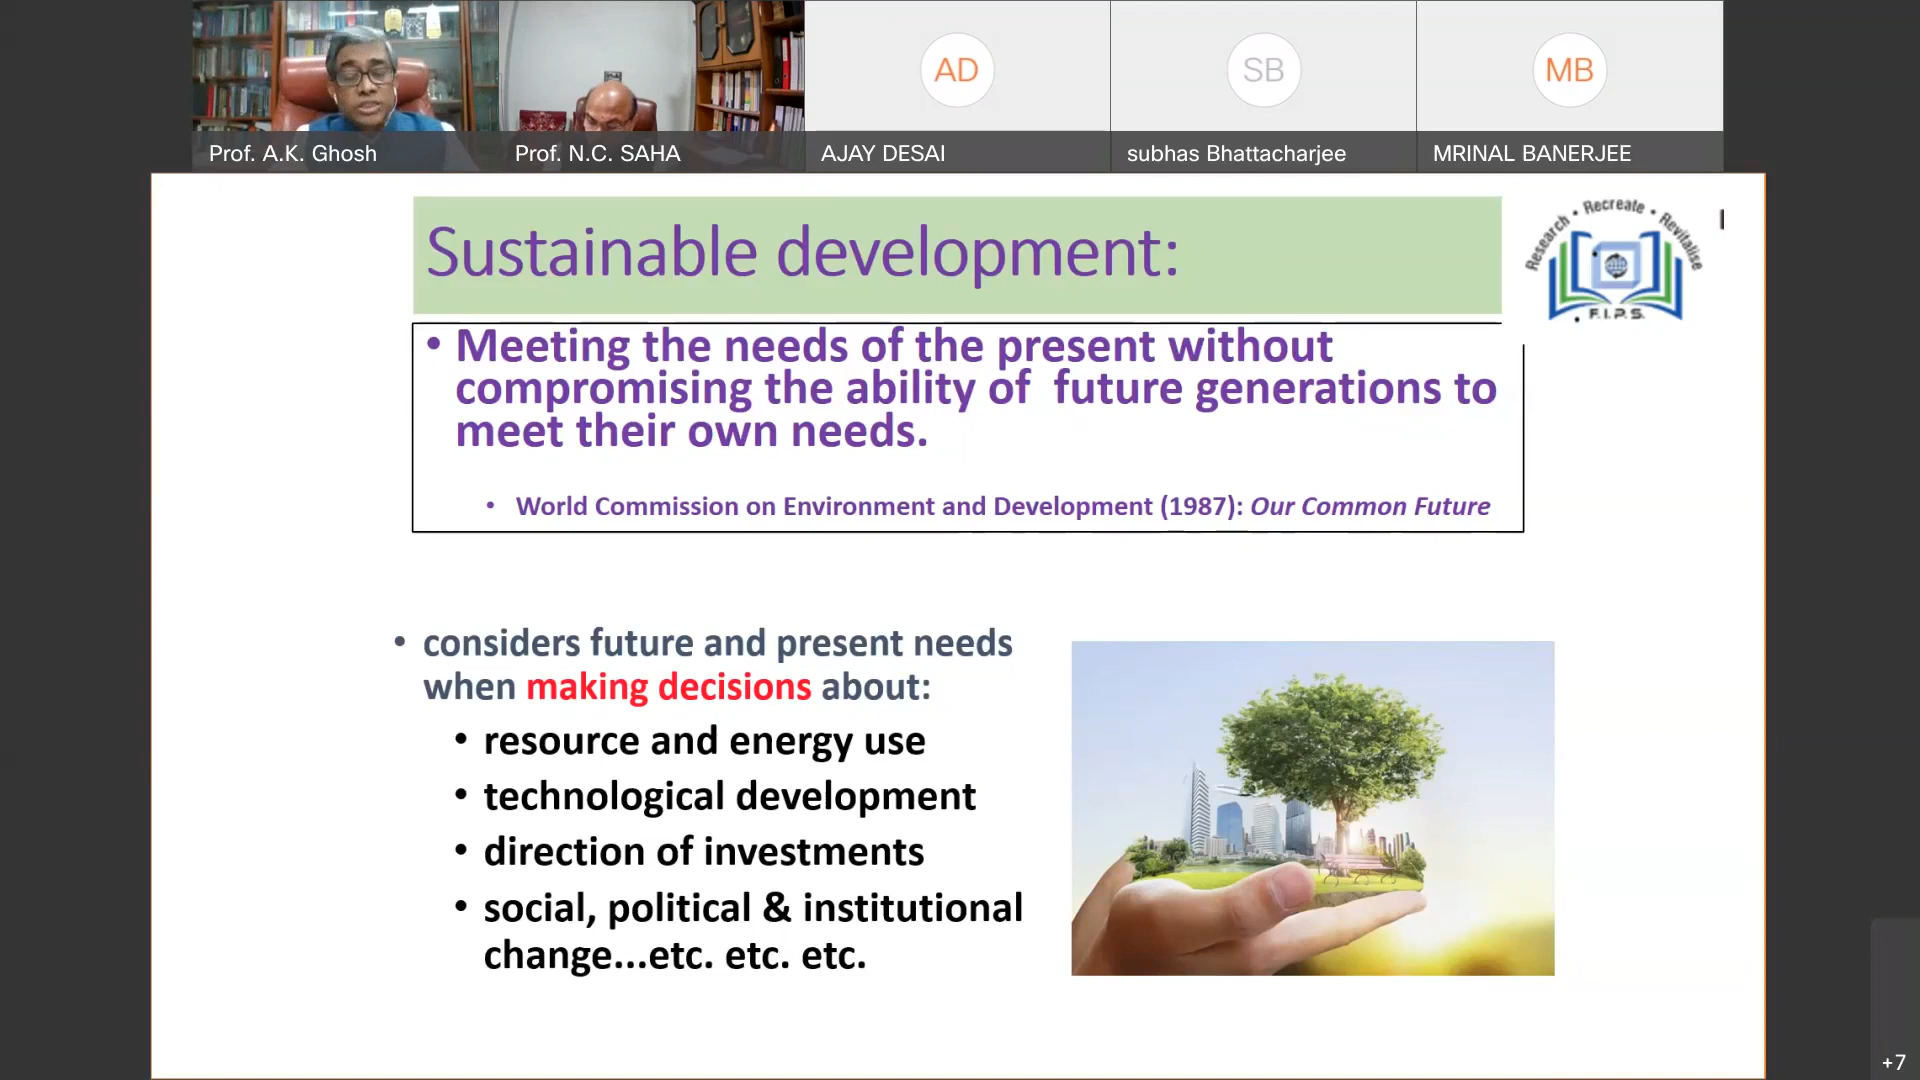 AD
SB
MB
Prof. A.K. Ghosh
Prof. N.C. SAHA
AJAY DESAI
subhas Bhattacharjee
MRINAL BANERJEE
Sustainable development:
Research • Recreate • Revitalise
F.I.P.S.
• Meeting the needs of the present without
compromising the ability of future generations to
meet their own needs.
• World Commission on Environment and Development (1987): Our Common Future
• considers future and present needs
when making decisions about:
• resource and energy use
• technological development
• direction of investments
• social, political & institutional
change...etc. etc. etc.
+7